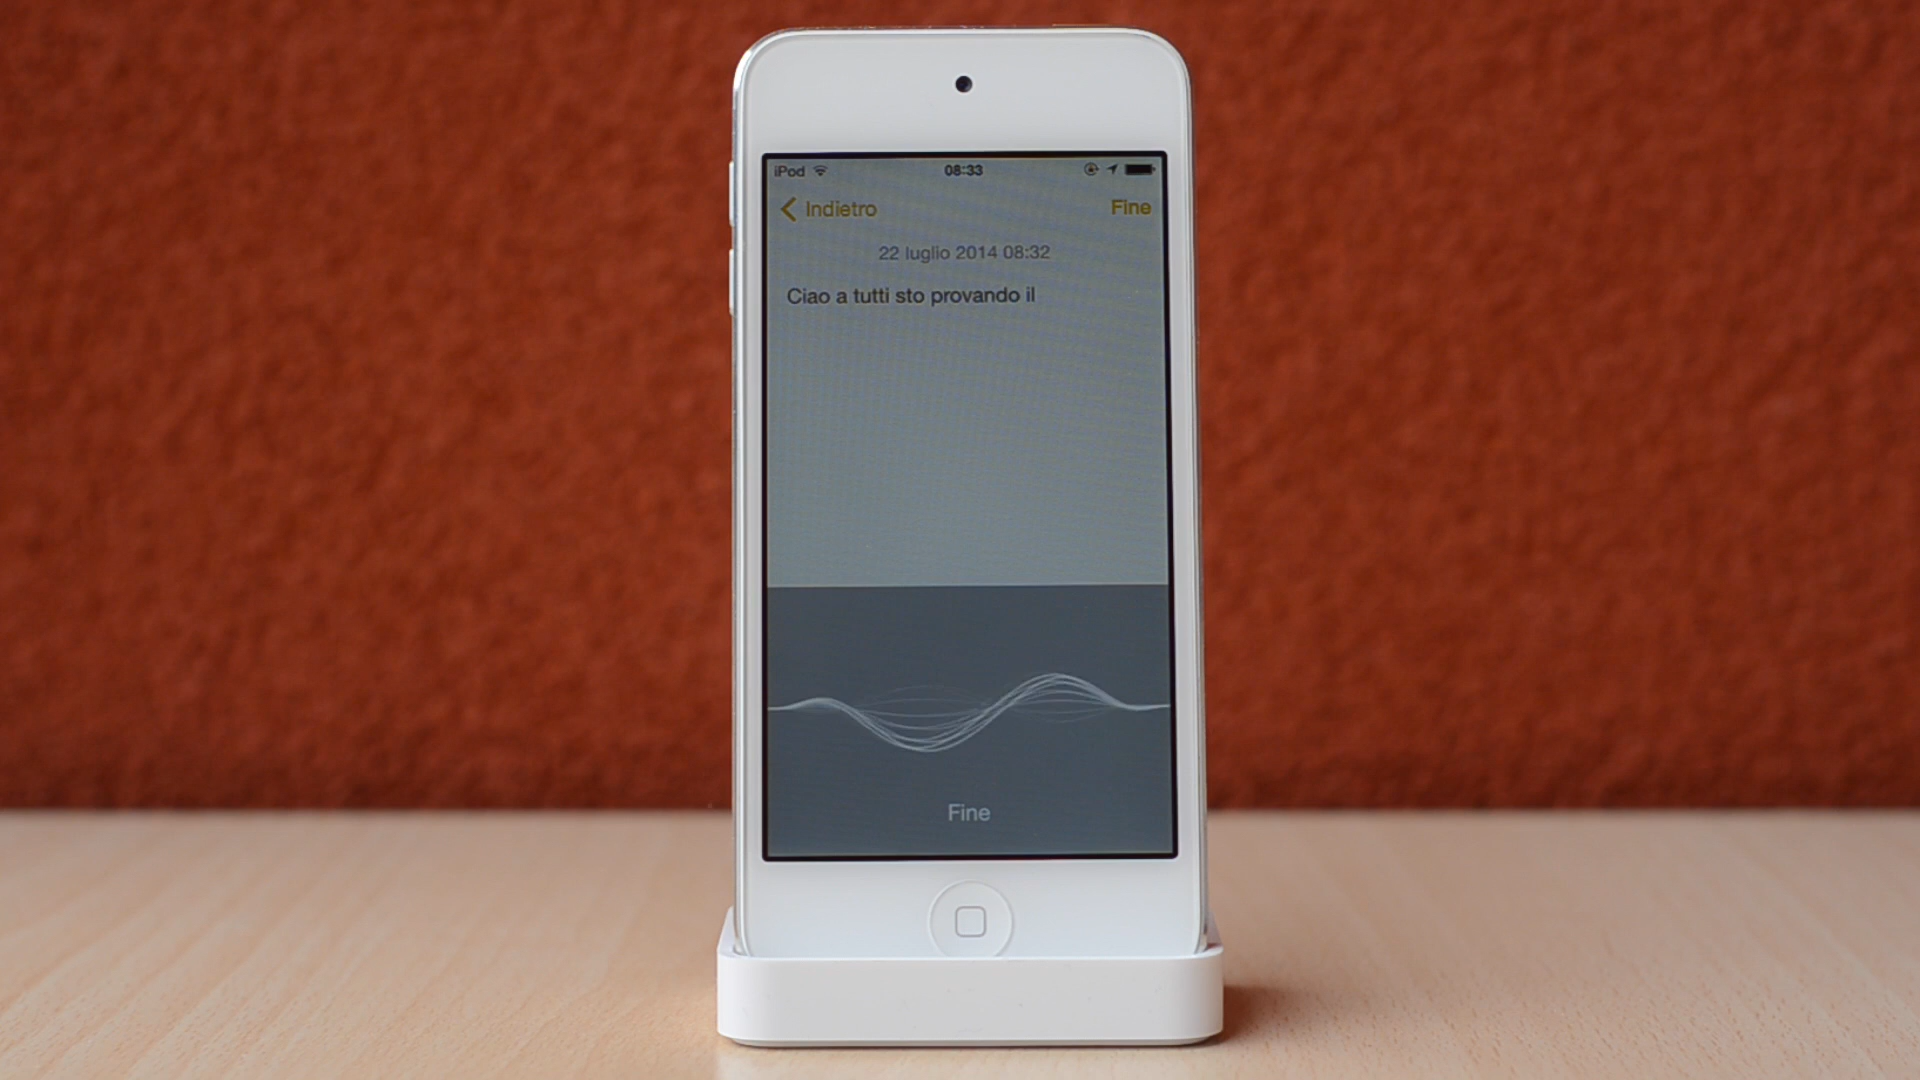 iPod 08:33
Indietro Fine
22 luglio 2014 08:32
Ciao a tutti sto provando il
Fine